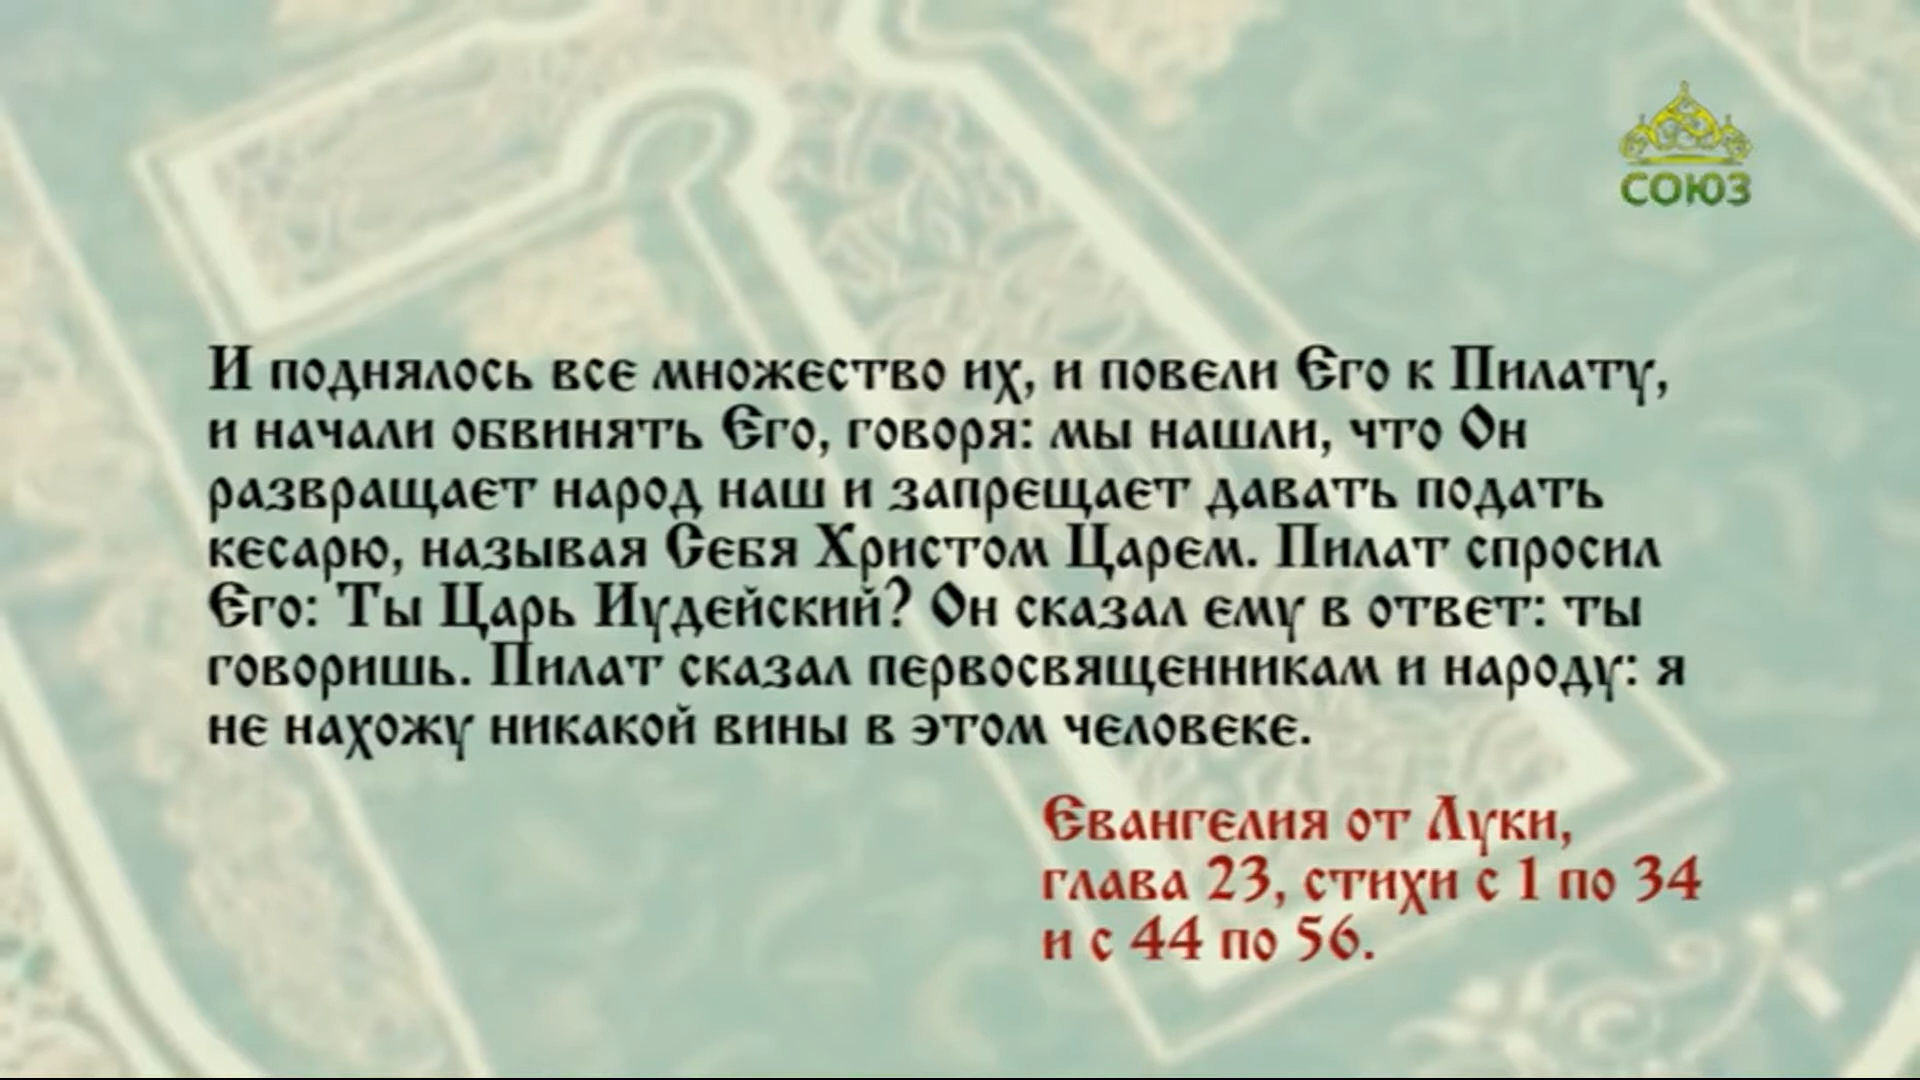 СОЮЗ
И поднялось все множество их, и повели Его к Пилату,
и начали обвинять Его, говоря: мы нашли, что Он
развращает народ наш и запрещает давать подать
кесарю, называя Себя Христом Царем. Пилат спросил
Его: Ты Царь Иудейский? Он сказал ему в ответ: ты
говоришь. Пилат сказал первосвященникам и народу: я
не нахожу никакой вины в этом человеке.
Евангелия от Луки,
глава 23, стихи с 1 по 34
и с 44 по 56.